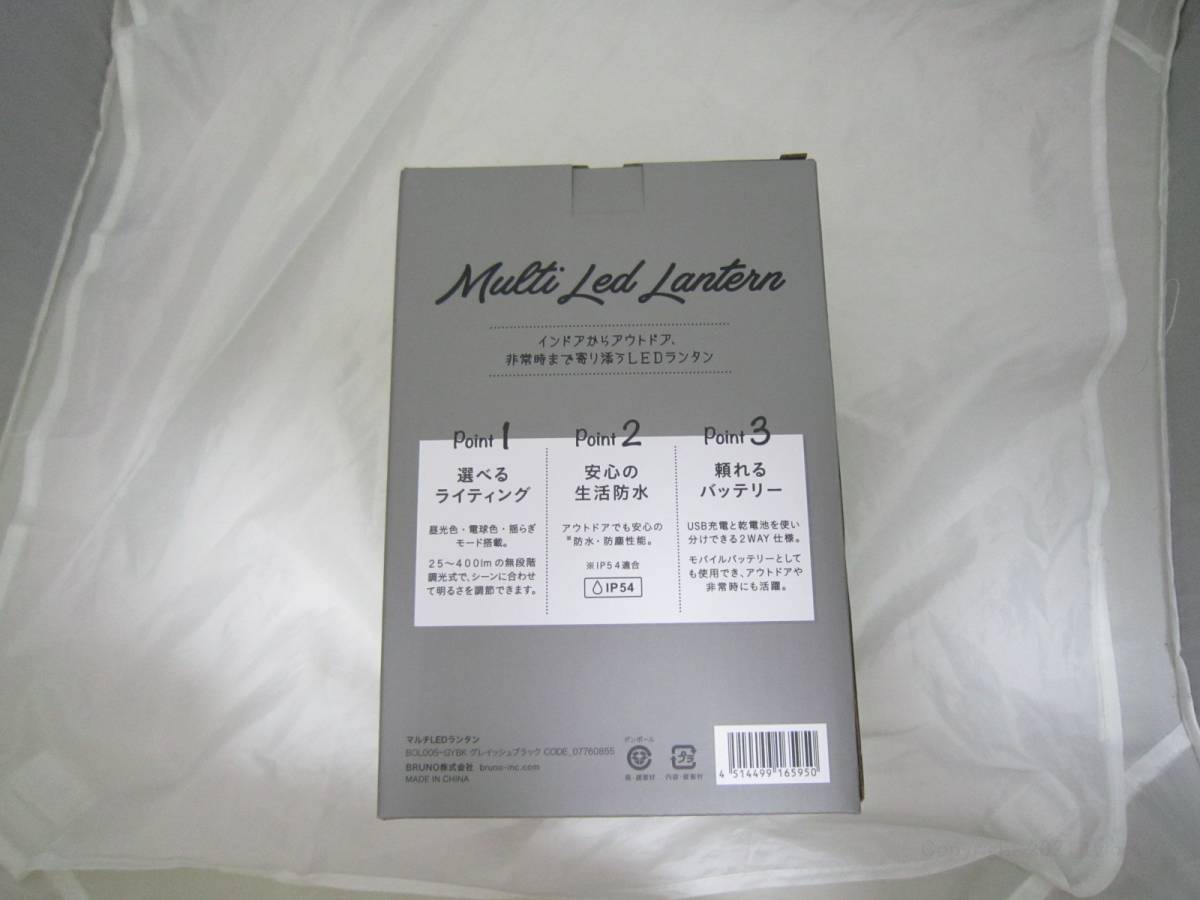 Multi Led Lantern
インドアからアウトドア、
非常時まで寄り添うLEDランタン
Point 1
選べる
ライティング
昼光色・電球色・揺らぎ
モード搭載。
25〜400lmの無段階
調光式で、シーンに合わせ
て明るさを調節できます。
Point 2
安心の
生活防水
アウトドアでも安心の
※防水・防塵性能。
※IP54適合
IP54
Point 3
頼れる
バッテリー
USB充電と乾電池を使い
分けできる2WAY仕様。
モバイルバッテリーとして
も使用でき、アウトドアや
非常時にも活躍。
マルチLEDランタン
BOL005-GYBK グレイッシュブラック CODE_07760855
BRUNO株式会社 bruno-inc.com
MADE IN CHINA
ダンボール
箱・緩衝材
プラ
内袋・緩衝材
4 514499 165950